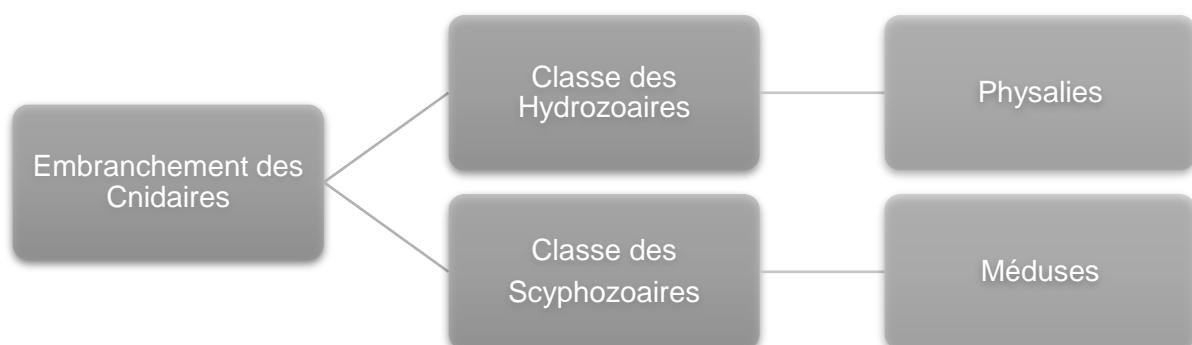 Embranchement des
Cnidaires
Classe des
Hydrozoaires
Physalies
Classe des
Scyphozoaires
Méduses